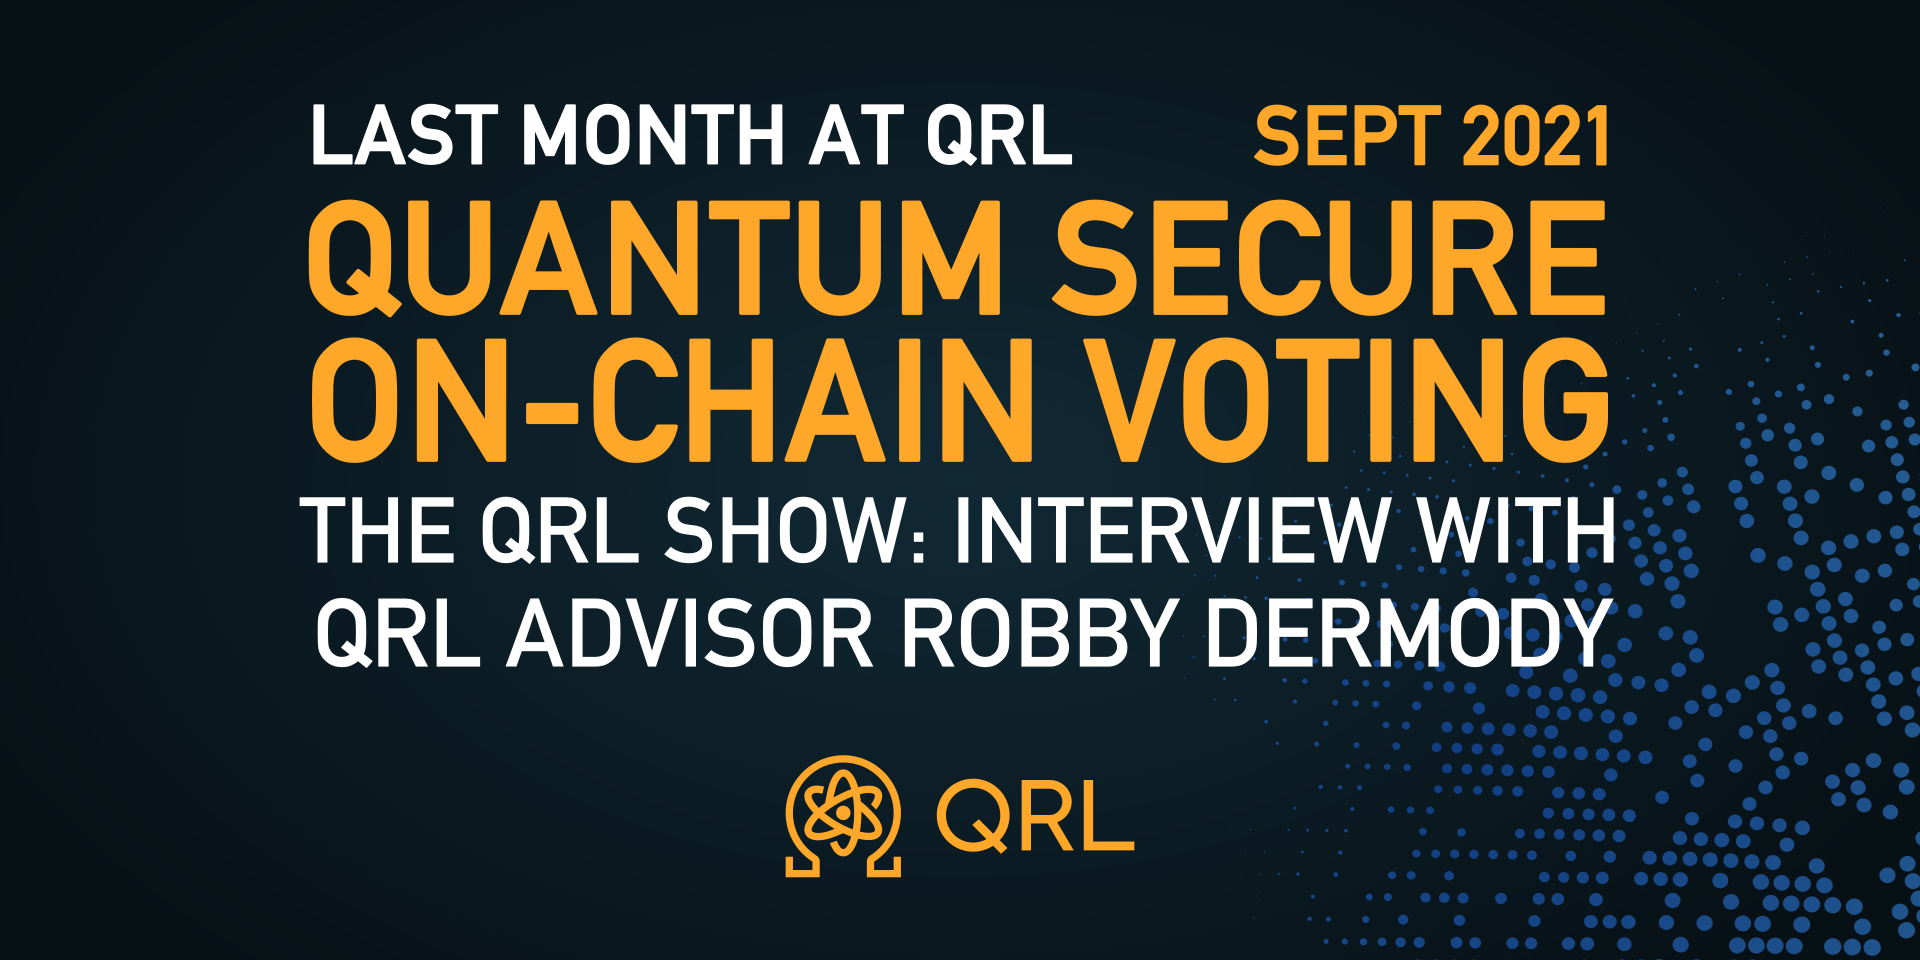 LAST MONTH AT QRL SEPT 2021
QUANTUM SECURE
ON-CHAIN VOTING
THE QRL SHOW: INTERVIEW WITH
QRL ADVISOR ROBBY DERMODY
QRL